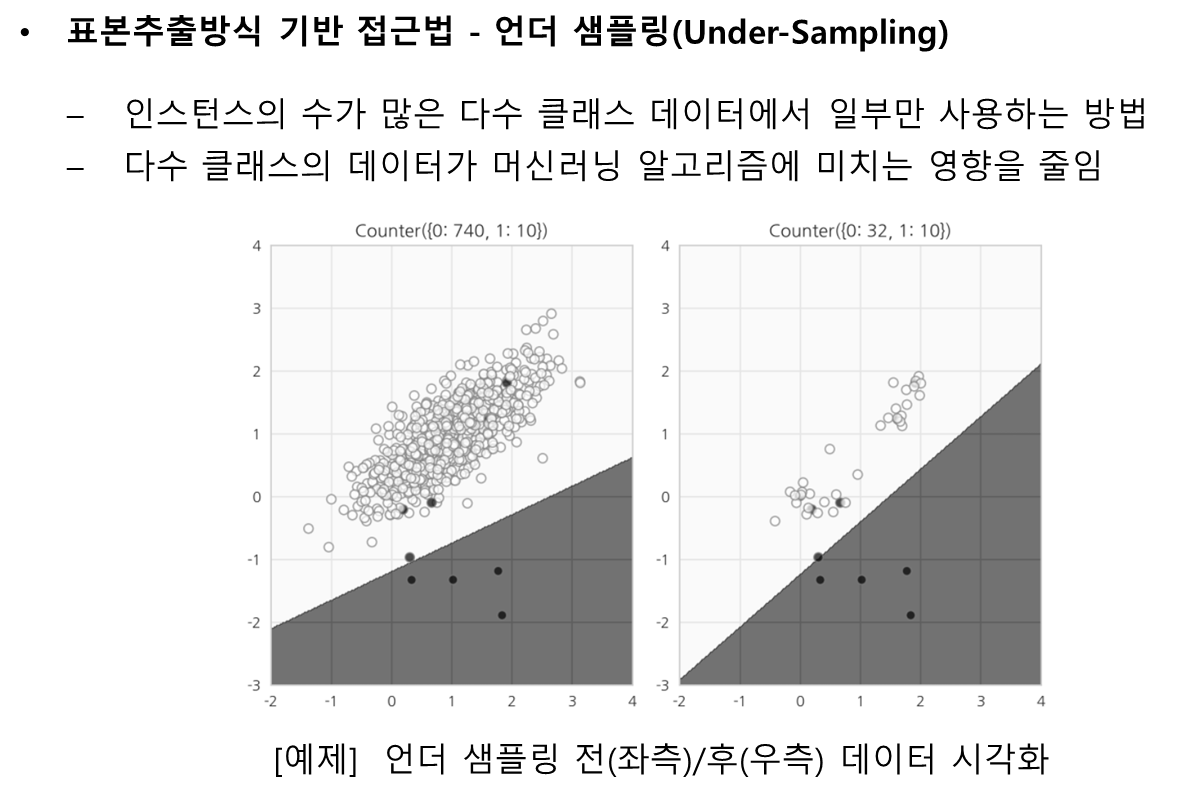 • 표본추출방식 기반 접근법 - 언더 샘플링(Under-Sampling)
– 인스턴스의 수가 많은 다수 클래스 데이터에서 일부만 사용하는 방법
– 다수 클래스의 데이터가 머신러닝 알고리즘에 미치는 영향을 줄임
Counter({0: 740, 1: 10})
4
3
2
1
0
-1
-2
-3
-2 -1 0 1 2 3 4
Counter({0: 32, 1: 10})
4
3
2
1
0
-1
-2
-3
-2 -1 0 1 2 3 4
[예제] 언더 샘플링 전(좌측)/후(우측) 데이터 시각화